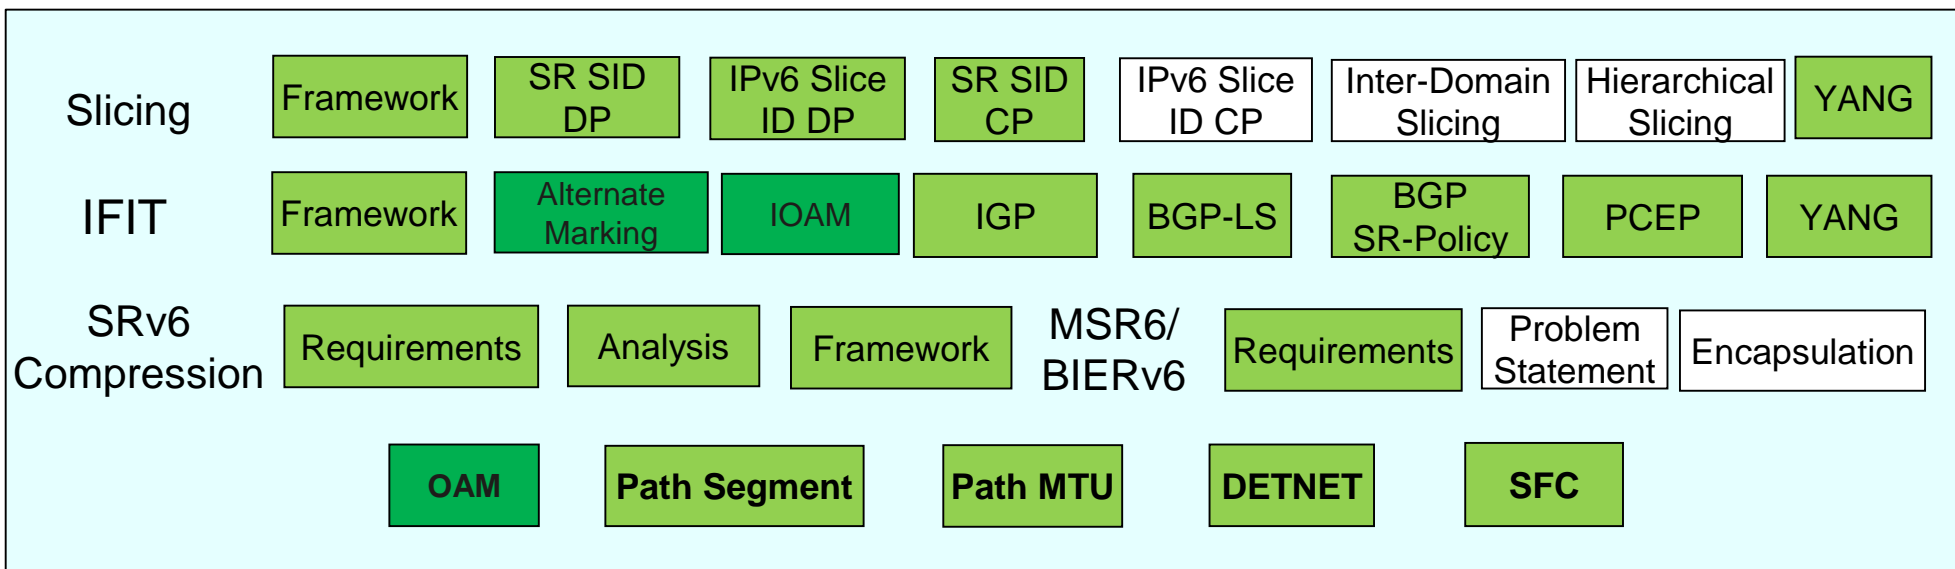 Slicing
Framework
SR SID
DP
IPv6 Slice
ID DP
SR SID
CP
IPv6 Slice
ID CP
Inter-Domain
Slicing
Hierarchical
Slicing
YANG
IFIT
Framework
Alternate
Marking
IOAM
IGP
BGP-LS
BGP
SR-Policy
PCEP
YANG
SRv6
Compression
Requirements
Analysis
Framework
MSR6/
BIERv6
Requirements
Problem
Statement
Encapsulation
OAM
Path Segment
Path MTU
DETNET
SFC